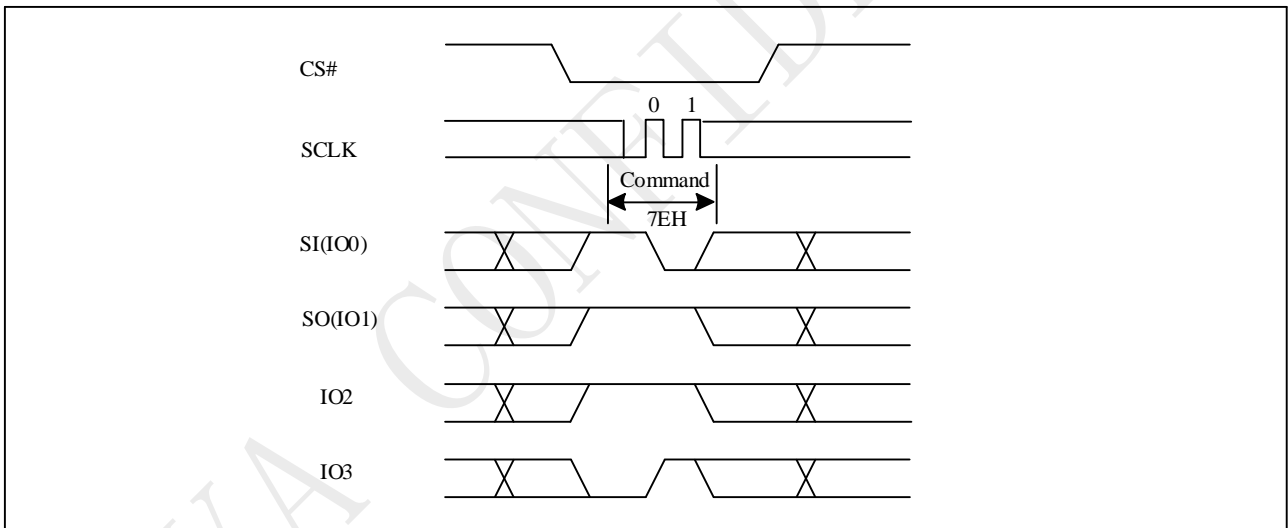 CS#
0 1
SCLK
Command
7EH
SI(IO0)
SO(IO1)
IO2
IO3